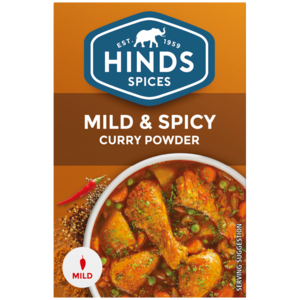 EST. 1959
HINDS
SPICES
MILD & SPICY
CURRY POWDER
MILD
SERVING SUGGESTION